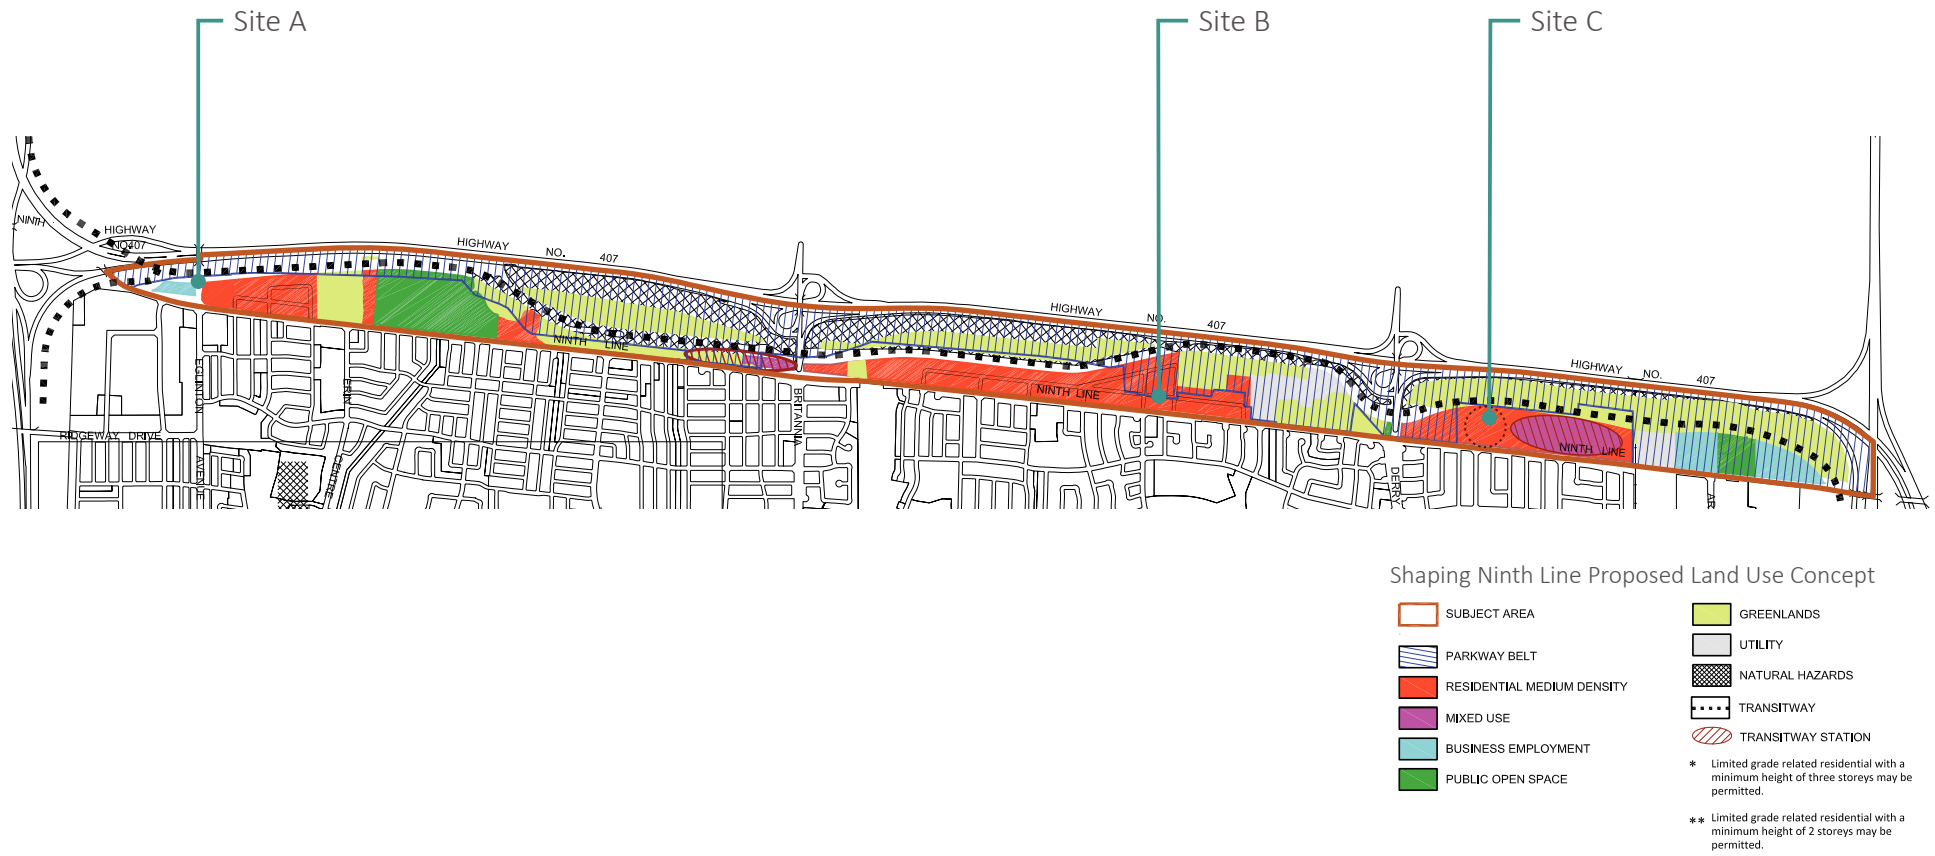 Site A
Site B
Site C
NINTH
HIGHWAY
NO407
HIGHWAY NO. 407
HIGHWAY NO. 407
HIGHWAY NO. 407
NINTH LINE
NINTH LINE
NINTH LINE
RIDGEWAY DRIVE
EGLINTON
AVENUE
ERIN
CENTRE
BRITANNIA
DERRY
Shaping Ninth Line Proposed Land Use Concept
SUBJECT AREA
PARKWAY BELT
RESIDENTIAL MEDIUM DENSITY
MIXED USE
BUSINESS EMPLOYMENT
PUBLIC OPEN SPACE
GREENLANDS
UTILITY
NATURAL HAZARDS
TRANSITWAY
TRANSITWAY STATION
* Limited grade related residential with a
minimum height of three storeys may be
permitted.
** Limited grade related residential with a
minimum height of 2 storeys may be
permitted.